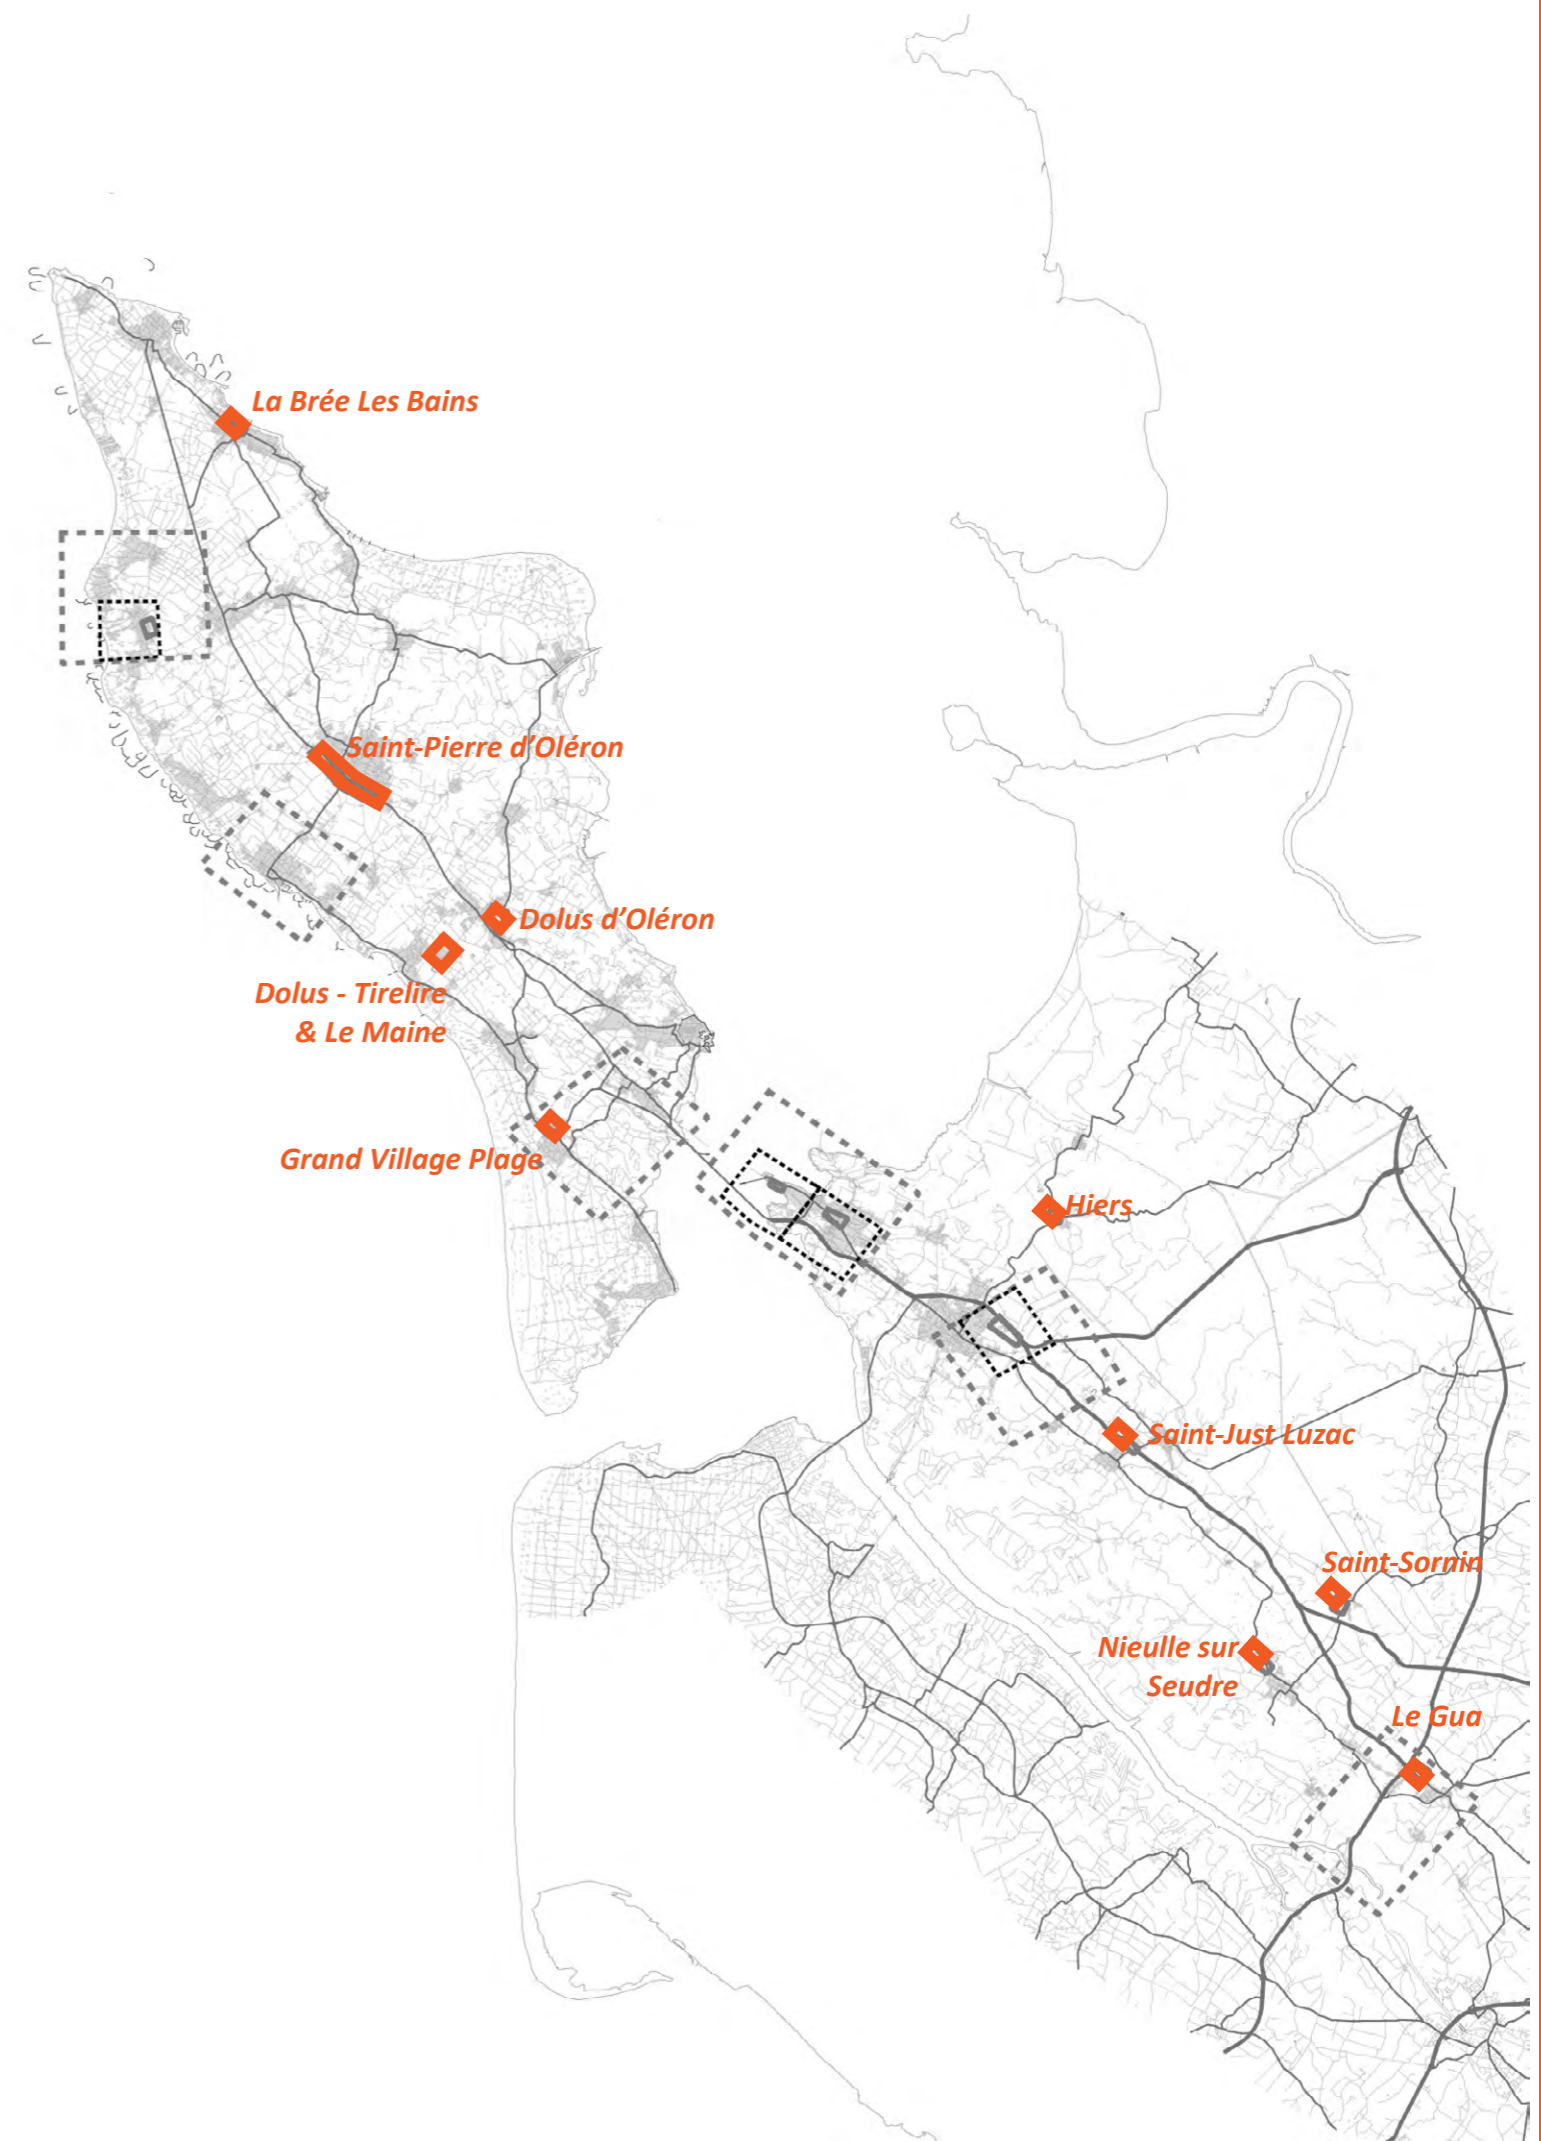 La Brée Les Bains
Saint-Pierre d'Oléron
Dolus d'Oléron
Dolus - Tirelire
& Le Maine
Grand Village Plage
Hiers
Saint-Just Luzac
Saint-Sornin
Nieulle sur
Seudre
Le Gua